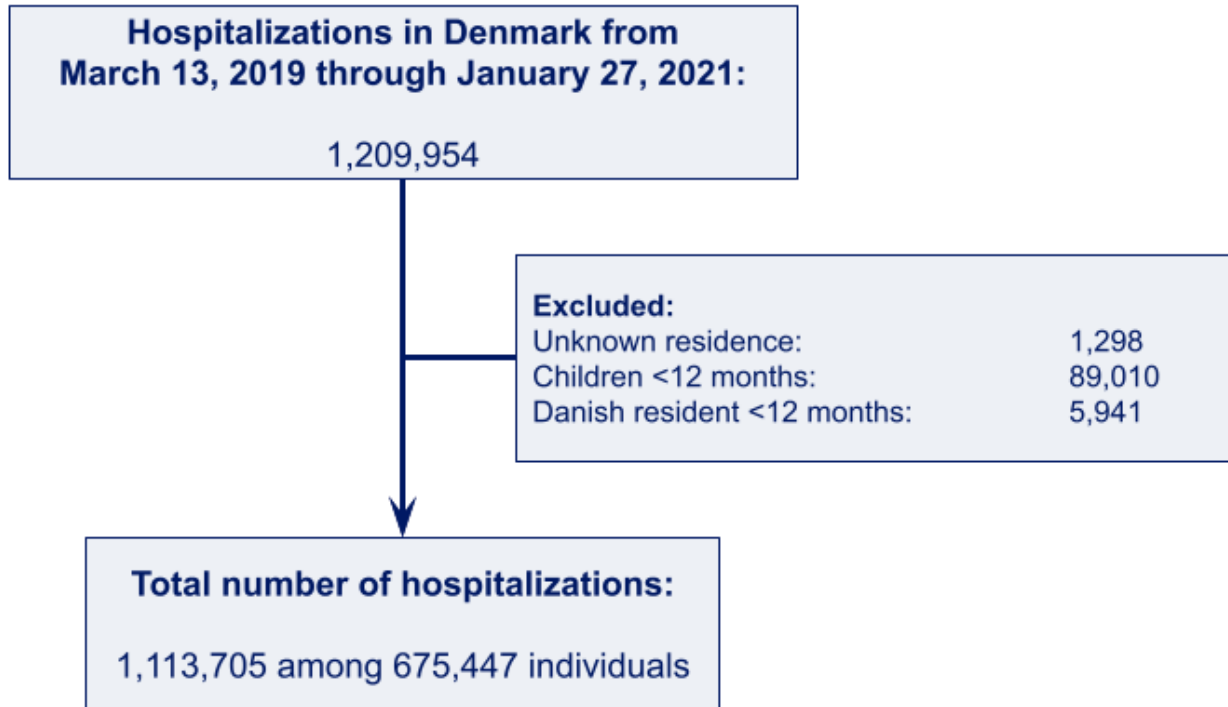 Hospitalizations in Denmark from
March 13, 2019 through January 27, 2021:
1,209,954
Excluded:
Unknown residence: 1,298
Children <12 months: 89,010
Danish resident <12 months: 5,941
Total number of hospitalizations:
1,113,705 among 675,447 individuals